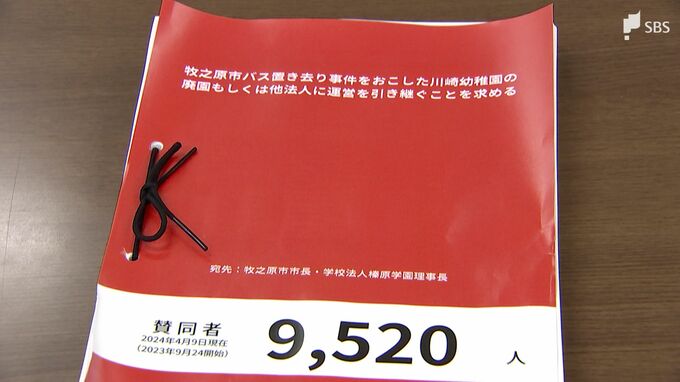 SBS
牧之原市バス置き去り事件をおこした川崎幼稚園の
廃園もしくは他法人に運営を引き継ぐことを求める
宛先：牧之原市市長・学校法人榛原学園理事長
賛同者
2024年4月9日現在
（2023年9月24開始）
9,520 人